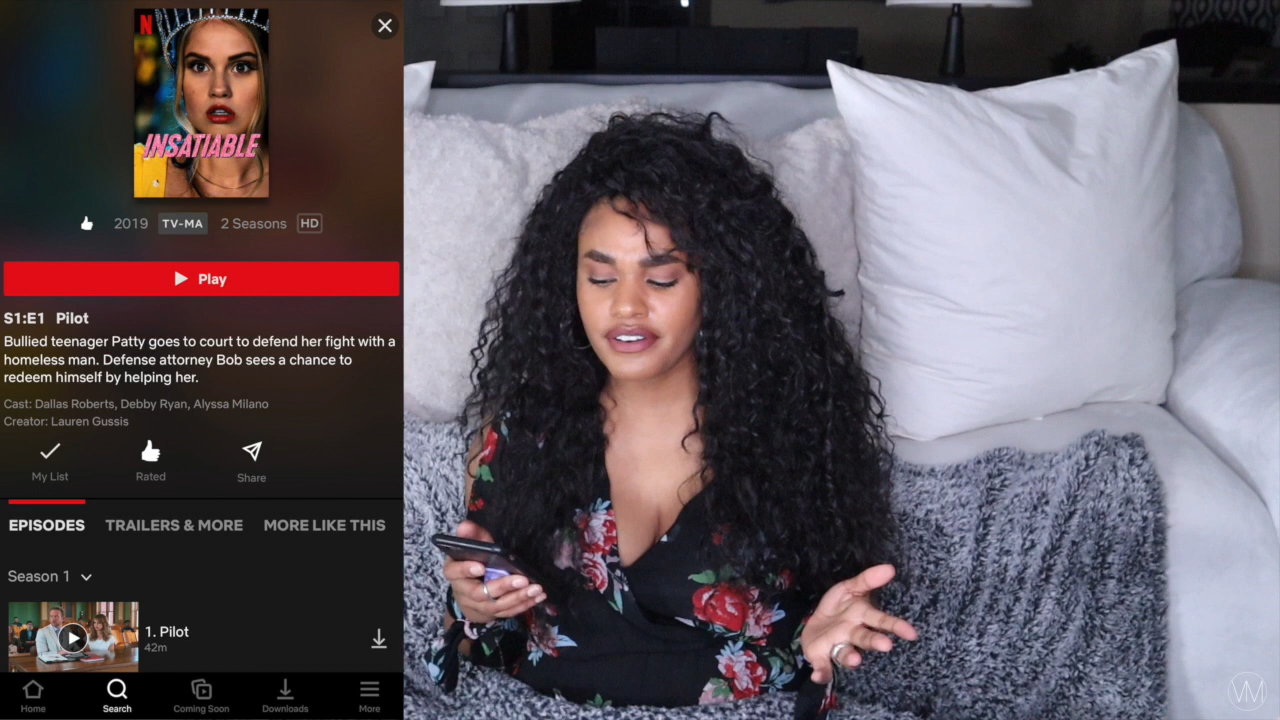 N
INSATIABLE
2019 TV-MA 2 Seasons HD
Play
S1:E1 Pilot
Bullied teenager Patty goes to court to defend her fight with a
homeless man. Defense attorney Bob sees a chance to
redeem himself by helping her.
Cast: Dallas Roberts, Debby Ryan, Alyssa Milano
Creator: Lauren Gussis
My List Rated Share
EPISODES TRAILERS & MORE MORE LIKE THIS
Season 1
1. Pilot
42m
Home Search Coming Soon Downloads More
VM